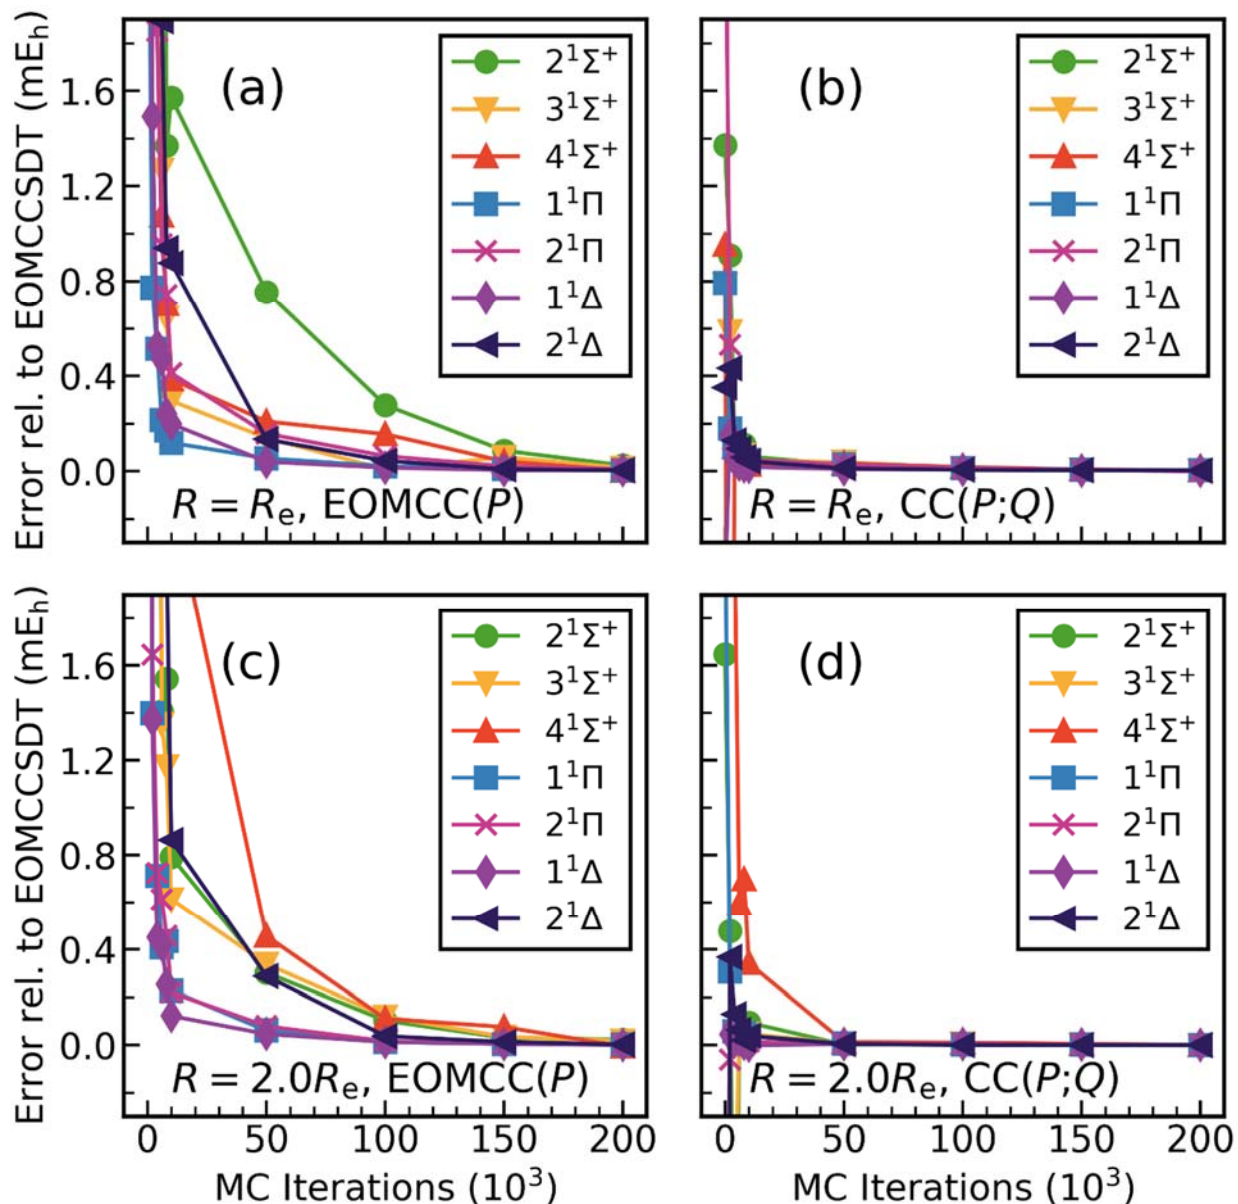 Error rel. to EOMCCSDT (mEₕ)
1.6
1.2
0.8
0.4
0.0
(a)
2¹Σ⁺
3¹Σ⁺
4¹Σ⁺
1¹Π
2¹Π
1¹Δ
2¹Δ
R = Rₑ, EOMCC(P)
(b)
2¹Σ⁺
3¹Σ⁺
4¹Σ⁺
1¹Π
2¹Π
1¹Δ
2¹Δ
R = Rₑ, CC(P;Q)
Error rel. to EOMCCSDT (mEₕ)
1.6
1.2
0.8
0.4
0.0
(c)
2¹Σ⁺
3¹Σ⁺
4¹Σ⁺
1¹Π
2¹Π
1¹Δ
2¹Δ
R = 2.0Rₑ, EOMCC(P)
0 50 100 150 200
MC Iterations (10³)
(d)
2¹Σ⁺
3¹Σ⁺
4¹Σ⁺
1¹Π
2¹Π
1¹Δ
2¹Δ
R = 2.0Rₑ, CC(P;Q)
0 50 100 150 200
MC Iterations (10³)